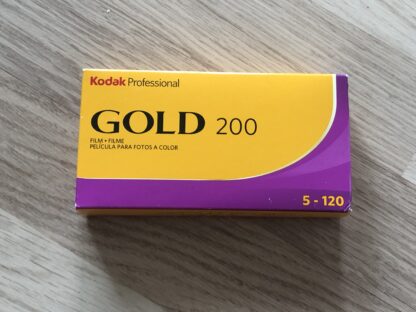 Kodak Professional
GOLD 200
FILM • FILME
PELÍCULA PARA FOTOS A COLOR
5 - 120